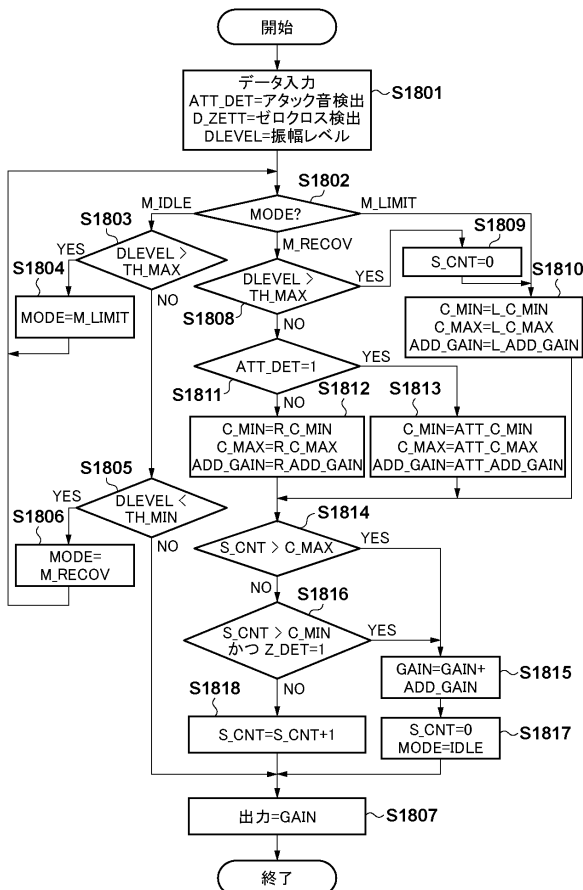 開始
データ入力
ATT_DET=アタック音検出
D_ZETT=ゼロクロス検出
DLEVEL=振幅レベル
S1801
S1802
MODE?
M_IDLE
M_LIMIT
M_RECOV
S1803
DLEVEL >
TH_MAX
YES
NO
S1804
MODE=M_LIMIT
DLEVEL >
TH_MAX
S1808
YES
NO
S1809
S_CNT=0
S1810
C_MIN=L_C_MIN
C_MAX=L_C_MAX
ADD_GAIN=L_ADD_GAIN
ATT_DET=1
S1811
YES
NO
S1812
C_MIN=R_C_MIN
C_MAX=R_C_MAX
ADD_GAIN=R_ADD_GAIN
S1813
C_MIN=ATT_C_MIN
C_MAX=ATT_C_MAX
ADD_GAIN=ATT_ADD_GAIN
S1805
DLEVEL <
TH_MIN
YES
NO
S1806
MODE=
M_RECOV
S1814
S_CNT > C_MAX
YES
NO
S1816
S_CNT > C_MIN
かつ Z_DET=1
YES
NO
GAIN=GAIN+
ADD_GAIN
S1815
S1818
S_CNT=S_CNT+1
S_CNT=0
MODE=IDLE
S1817
出力=GAIN
S1807
終了